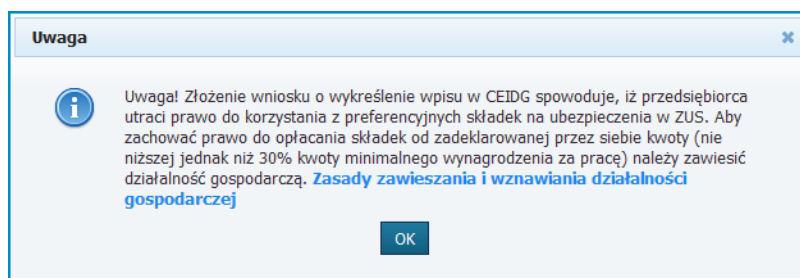 Uwaga
Uwaga! Złożenie wniosku o wykreślenie wpisu w CEIDG spowoduje, iż przedsiębiorca
utraci prawo do korzystania z preferencyjnych składek na ubezpieczenia w ZUS. Aby
zachować prawo do opłacania składek od zadeklarowanej przez siebie kwoty (nie
niższej jednak niż 30% kwoty minimalnego wynagrodzenia za pracę) należy zawiesić
działalność gospodarczą. Zasady zawieszania i wznawiania działalności
gospodarczej
OK